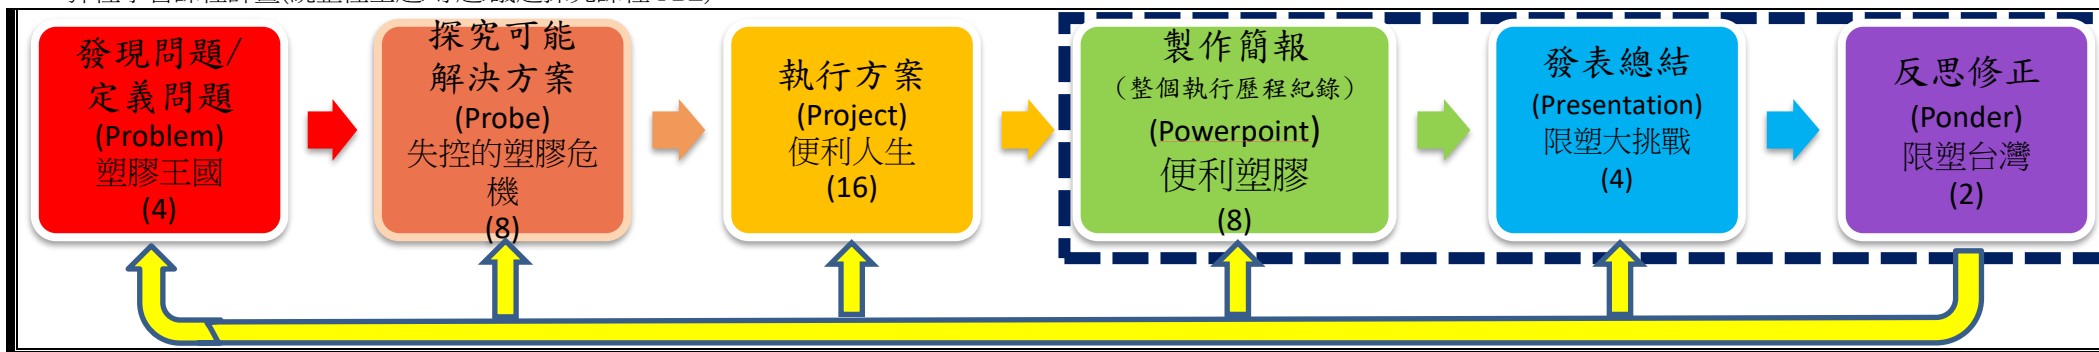 發現問題/
定義問題
(Problem)
塑膠王國
(4)
探究可能
解決方案
(Probe)
失控的塑膠危
機
(8)
執行方案
(Project)
便利人生
(16)
製作簡報
（整個執行歷程紀錄）
(Powerpoint)
便利塑膠
(8)
發表總結
(Presentation)
限塑大挑戰
(4)
反思修正
(Ponder)
限塑台灣
(2)